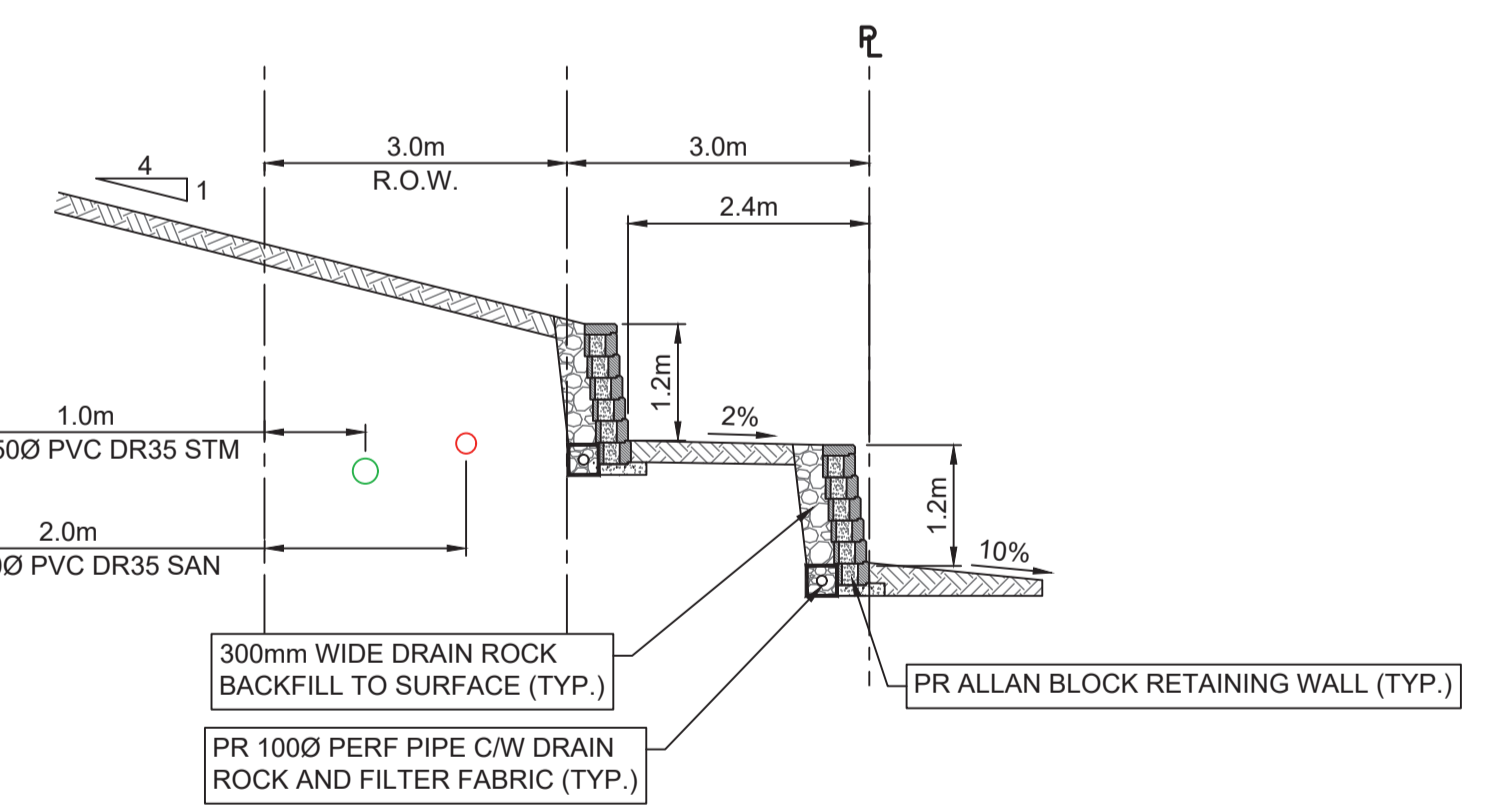 PL
3.0m
3.0m
R.O.W.
4
1
2.4m
1.2m
1.0m
50Ø PVC DR35 STM
2%
1.2m
2.0m
0Ø PVC DR35 SAN
10%
300mm WIDE DRAIN ROCK
BACKFILL TO SURFACE (TYP.)
PR ALLAN BLOCK RETAINING WALL (TYP.)
PR 100Ø PERF PIPE C/W DRAIN
ROCK AND FILTER FABRIC (TYP.)